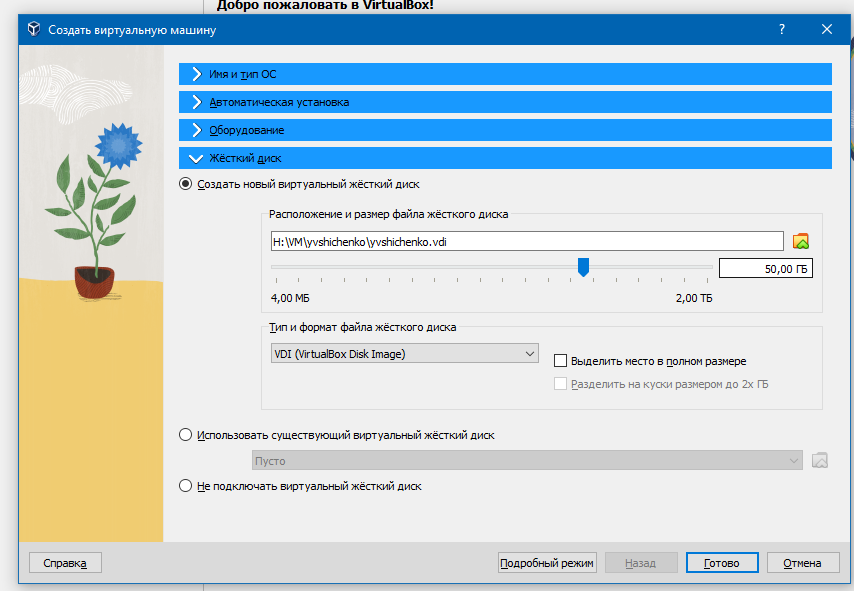 Добро пожаловать в VirtualBox!
Создать виртуальную машину
?
Имя и тип ОС
Автоматическая установка
Оборудование
Жёсткий диск
Создать новый виртуальный жёсткий диск
Расположение и размер файла жёсткого диска
H:\VM\yvshichenko\yvshichenko.vdi
50,00 ГБ
4,00 МБ 2,00 ТБ
Тип и формат файла жёсткого диска
VDI (VirtualBox Disk Image)
Выделить место в полном размере
Разделить на куски размером до 2х ГБ
Использовать существующий виртуальный жёсткий диск
Пусто
Не подключать виртуальный жёсткий диск
Справка Подробный режим Назад Готово Отмена